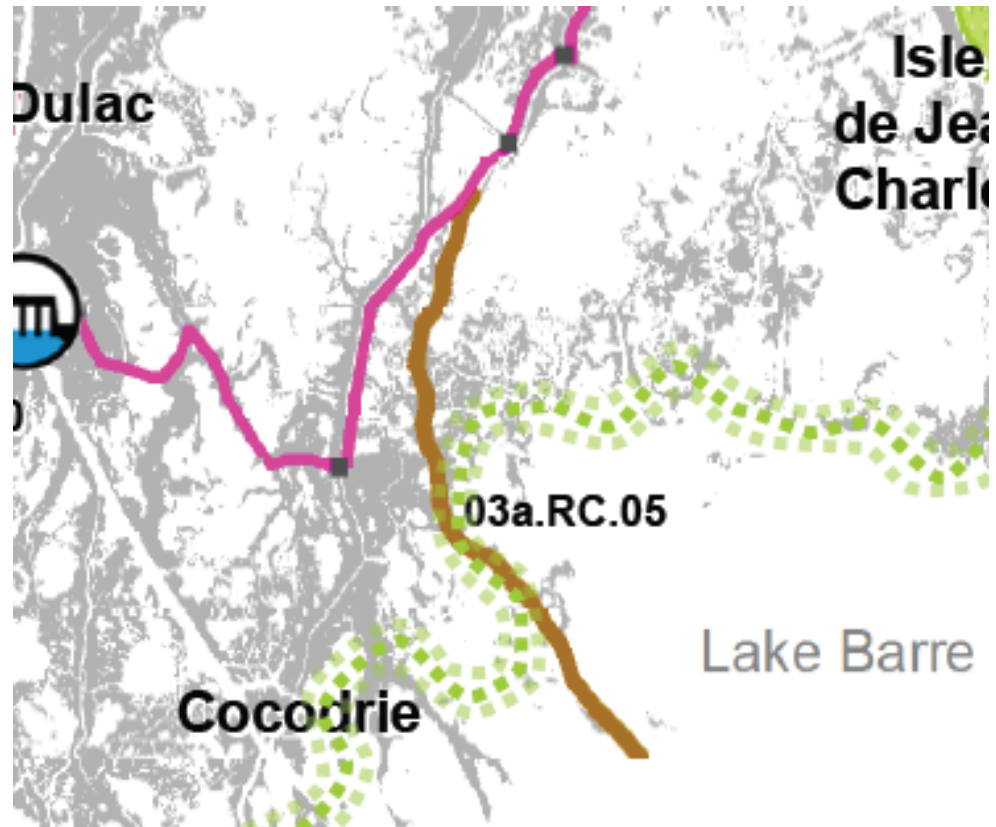 Isle
de Jea
Charle
Dulac
03a.RC.05
Lake Barre
Cocodrie